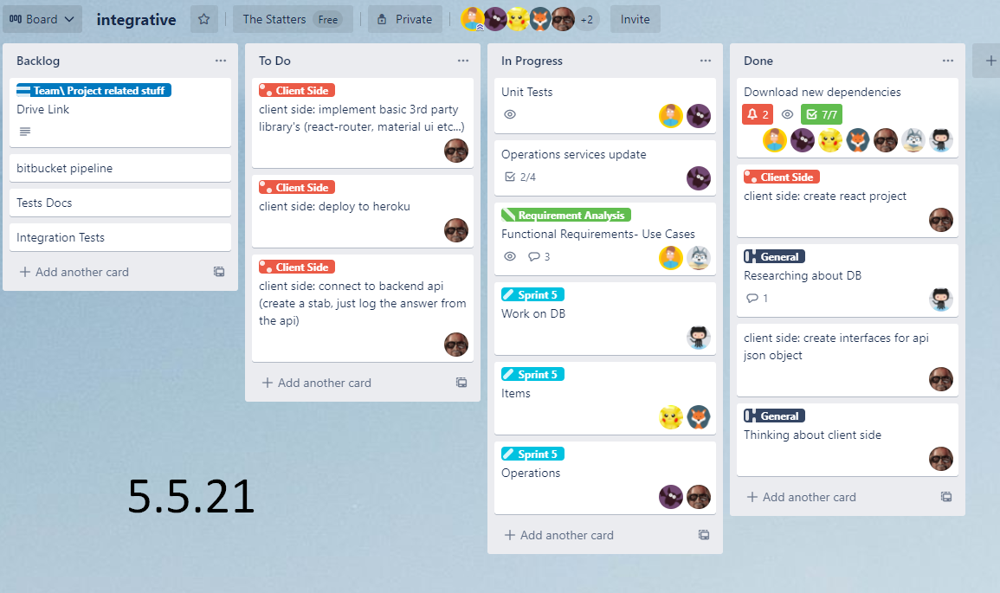 Board integrative The Statters Free Private +2 Invite
Backlog
Team\ Project related stuff
Drive Link
bitbucket pipeline
Tests Docs
Integration Tests
Add another card
To Do
Client Side
client side: implement basic 3rd party
library's (react-router, material ui etc...)
Client Side
client side: deploy to heroku
Client Side
client side: connect to backend api
(create a stab, just log the answer from
the api)
Add another card
In Progress
Unit Tests
Operations services update
2/4
Requirement Analysis
Functional Requirements- Use Cases
3
Sprint 5
Work on DB
Sprint 5
Items
Sprint 5
Operations
Add another card
Done
Download new dependencies
2 7/7
Client Side
client side: create react project
General
Researching about DB
1
client side: create interfaces for api
json object
General
Thinking about client side
Add another card
5.5.21